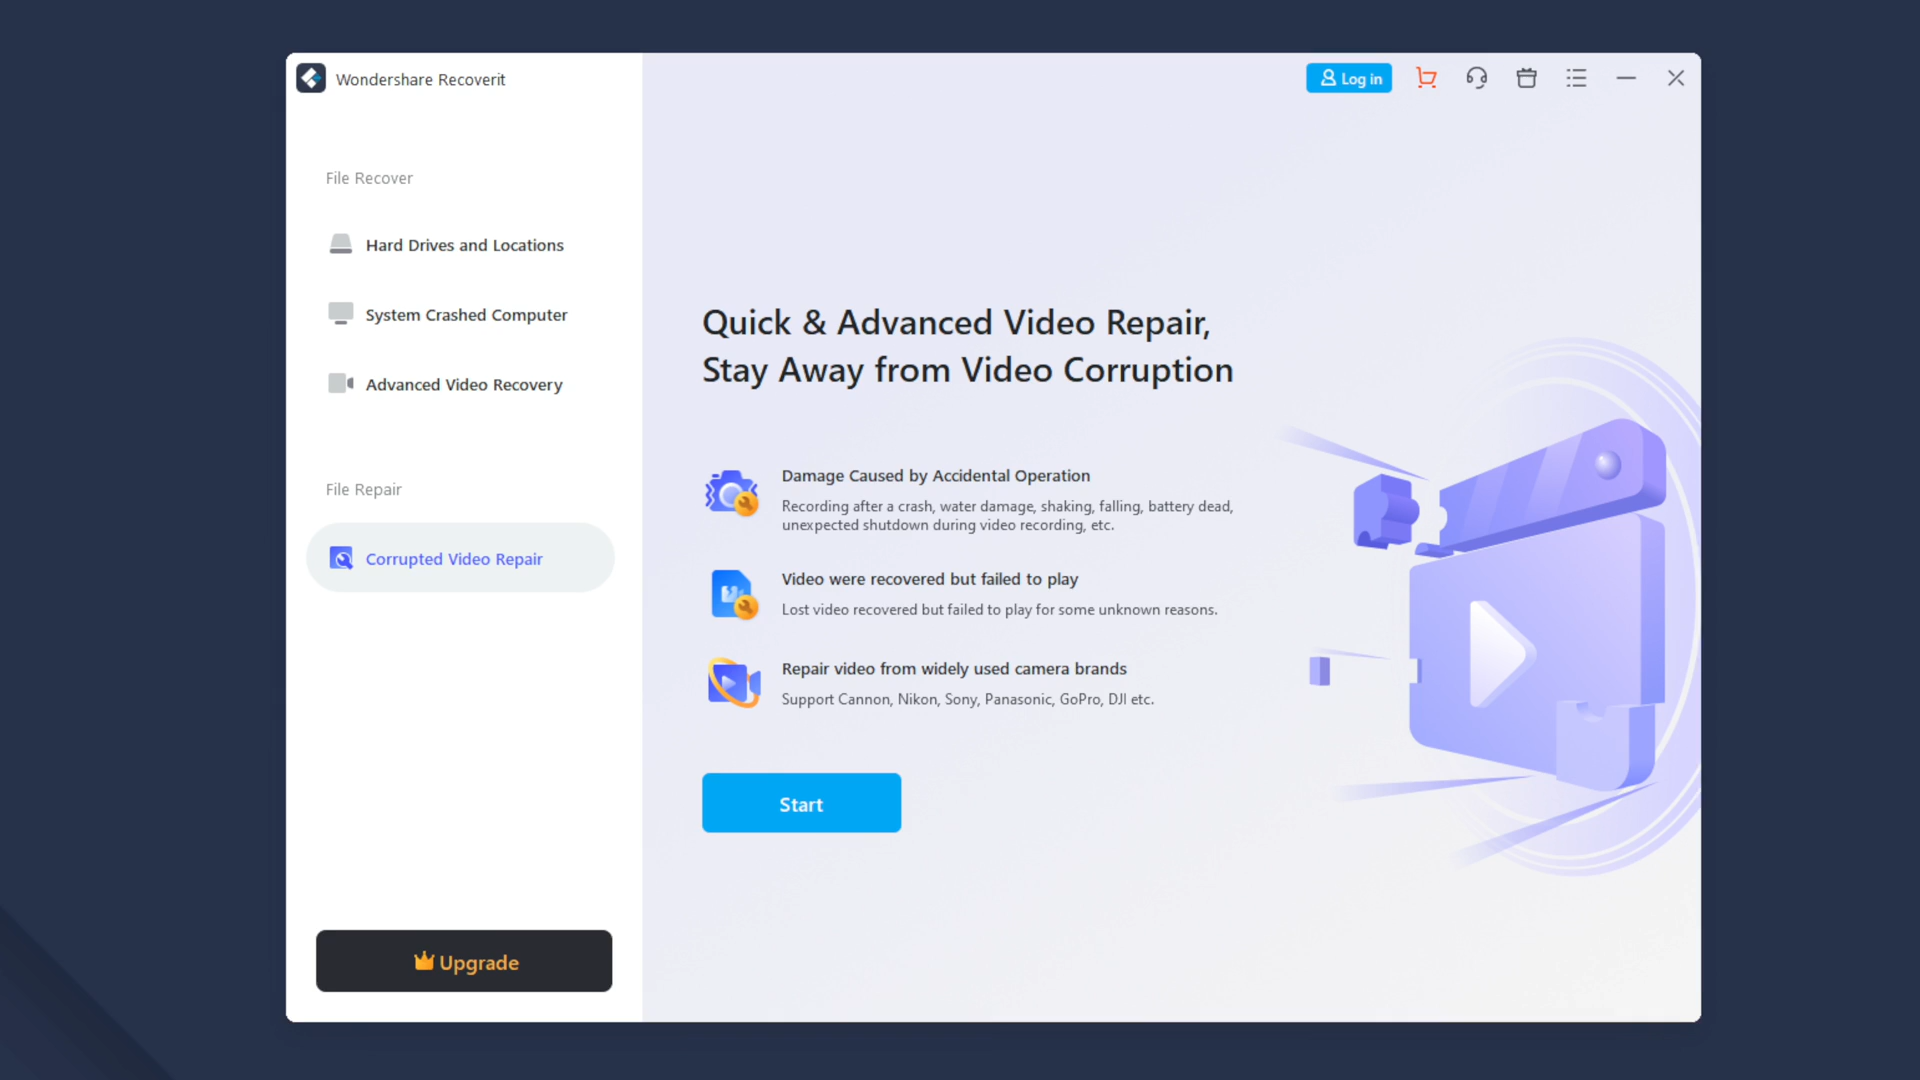 Wondershare Recoverit
Log in
File Recover
Hard Drives and Locations
System Crashed Computer
Advanced Video Recovery
File Repair
Corrupted Video Repair
Upgrade
Quick & Advanced Video Repair,
Stay Away from Video Corruption
Damage Caused by Accidental Operation
Recording after a crash, water damage, shaking, falling, battery dead,
unexpected shutdown during video recording, etc.
Video were recovered but failed to play
Lost video recovered but failed to play for some unknown reasons.
Repair video from widely used camera brands
Support Cannon, Nikon, Sony, Panasonic, GoPro, DJI etc.
Start